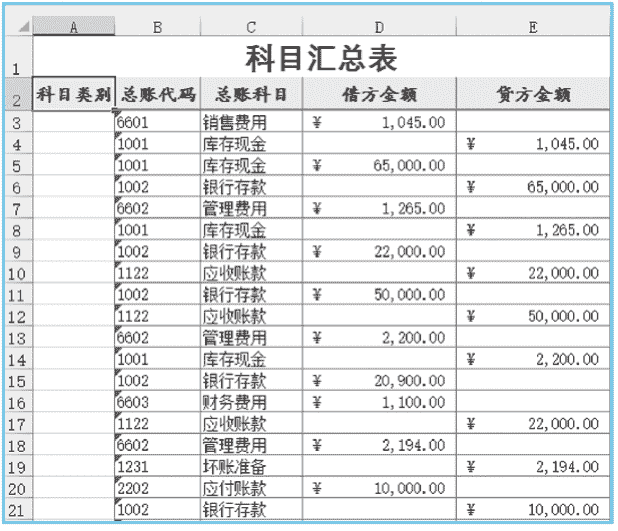 A B C D E
1 科目汇总表
2 科目类别 总账代码 总账科目 借方金额 贷方金额
3 6601 销售费用 ¥ 1,045.00
4 1001 库存现金 ¥ 1,045.00
5 1001 库存现金 ¥ 65,000.00
6 1002 银行存款 ¥ 65,000.00
7 6602 管理费用 ¥ 1,265.00
8 1001 库存现金 ¥ 1,265.00
9 1002 银行存款 ¥ 22,000.00
10 1122 应收账款 ¥ 22,000.00
11 1002 银行存款 ¥ 50,000.00
12 1122 应收账款 ¥ 50,000.00
13 6602 管理费用 ¥ 2,200.00
14 1001 库存现金 ¥ 2,200.00
15 1002 银行存款 ¥ 20,900.00
16 6603 财务费用 ¥ 1,100.00
17 1122 应收账款 ¥ 22,000.00
18 6602 管理费用 ¥ 2,194.00
19 1231 坏账准备 ¥ 2,194.00
20 2202 应付账款 ¥ 10,000.00
21 1002 银行存款 ¥ 10,000.00